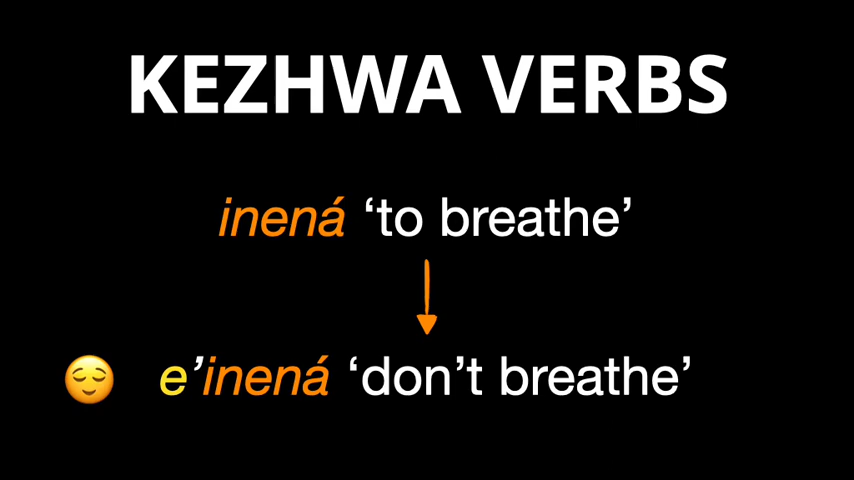 KEZHWA VERBS
inená ‘to breathe’
e’inená ‘don’t breathe’